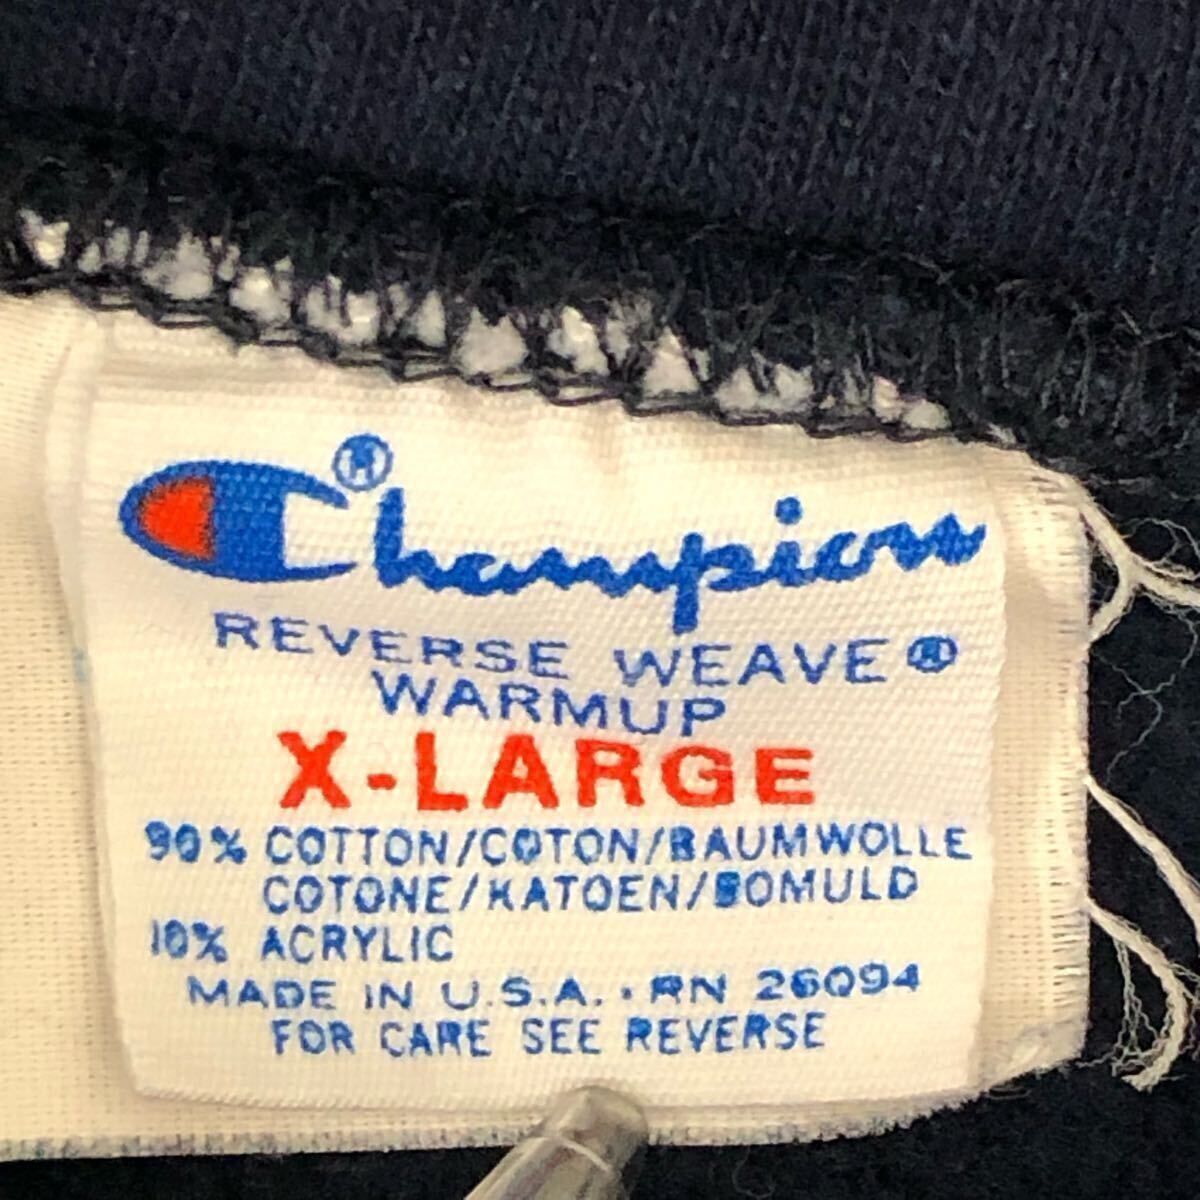 Champion®
REVERSE WEAVE®
WARMUP
X-LARGE
90% COTTON/COTON/BAUMWOLLE
COTONE/KATOEN/BOMULD
10% ACRYLIC
MADE IN U.S.A. · RN 26094
FOR CARE SEE REVERSE